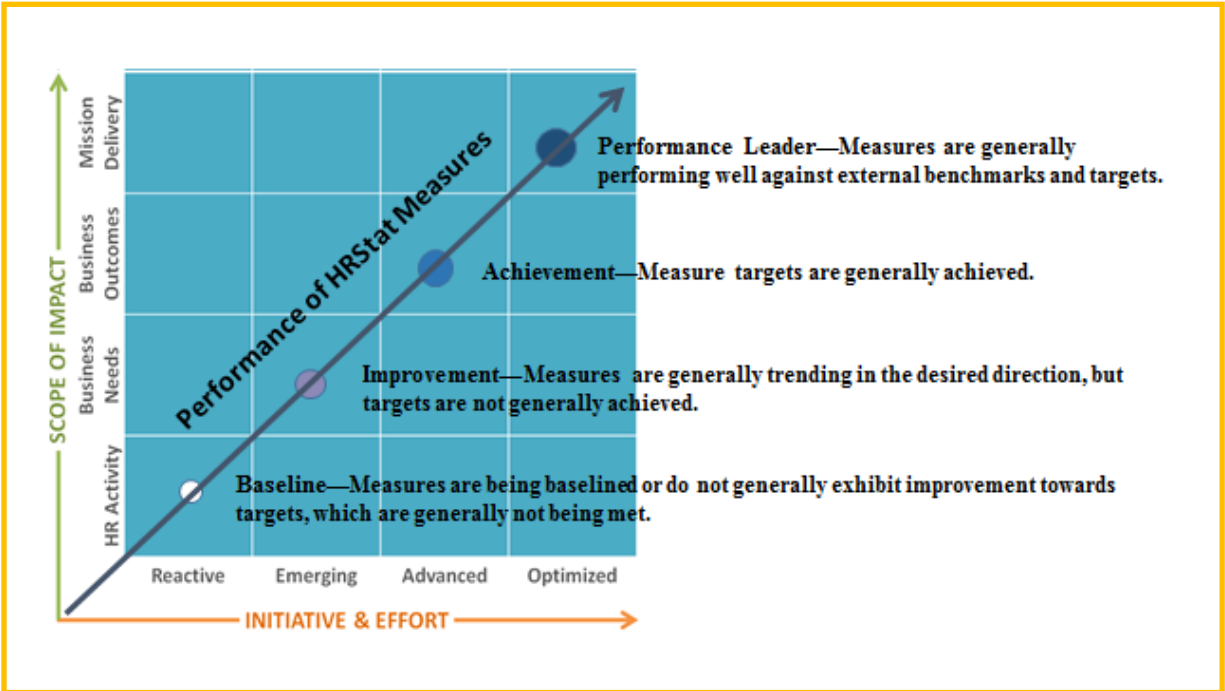 Mission
Delivery
Performance Leader—Measures are generally
performing well against external benchmarks and targets.
Performance of HRStat Measures
Business
Outcomes
Achievement—Measure targets are generally achieved.
SCOPE OF IMPACT
Business
Needs
Improvement—Measures are generally trending in the desired direction, but
targets are not generally achieved.
HR Activity
Baseline—Measures are being baselined or do not generally exhibit improvement towards
targets, which are generally not being met.
Reactive Emerging Advanced Optimized
INITIATIVE & EFFORT